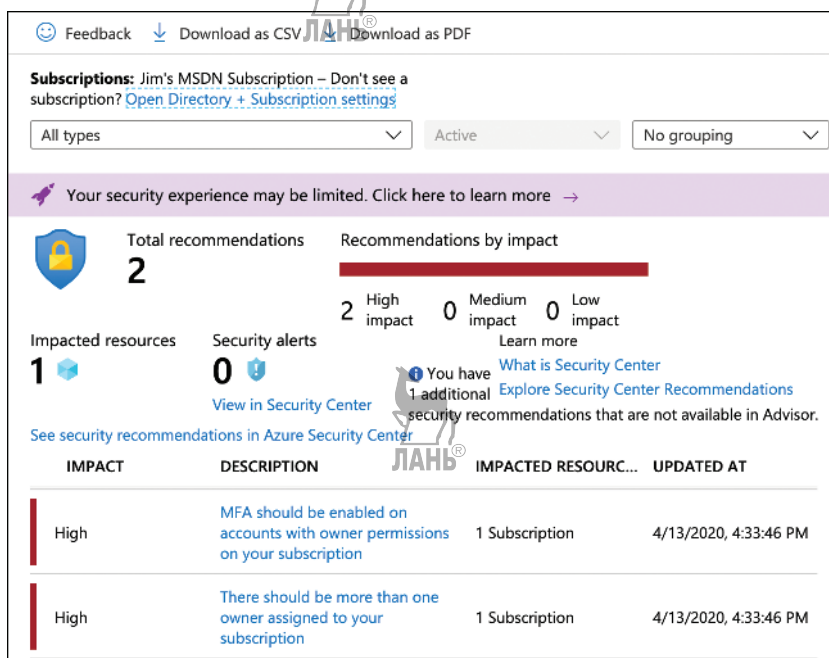 Feedback Download as CSV Download as PDF
ЛАНЬ®
Subscriptions: Jim's MSDN Subscription – Don't see a
subscription? Open Directory + Subscription settings
All types Active No grouping
Your security experience may be limited. Click here to learn more →
Total recommendations
2
Recommendations by impact
2 High impact 0 Medium impact 0 Low impact
Impacted resources
1
Security alerts
0
View in Security Center
Learn more
What is Security Center
Explore Security Center Recommendations
You have
1 additional
security recommendations that are not available in Advisor.
See security recommendations in Azure Security Center
ЛАНЬ®
IMPACT DESCRIPTION IMPACTED RESOURC... UPDATED AT
High
MFA should be enabled on
accounts with owner permissions
on your subscription
1 Subscription 4/13/2020, 4:33:46 PM
High
There should be more than one
owner assigned to your
subscription
1 Subscription 4/13/2020, 4:33:46 PM